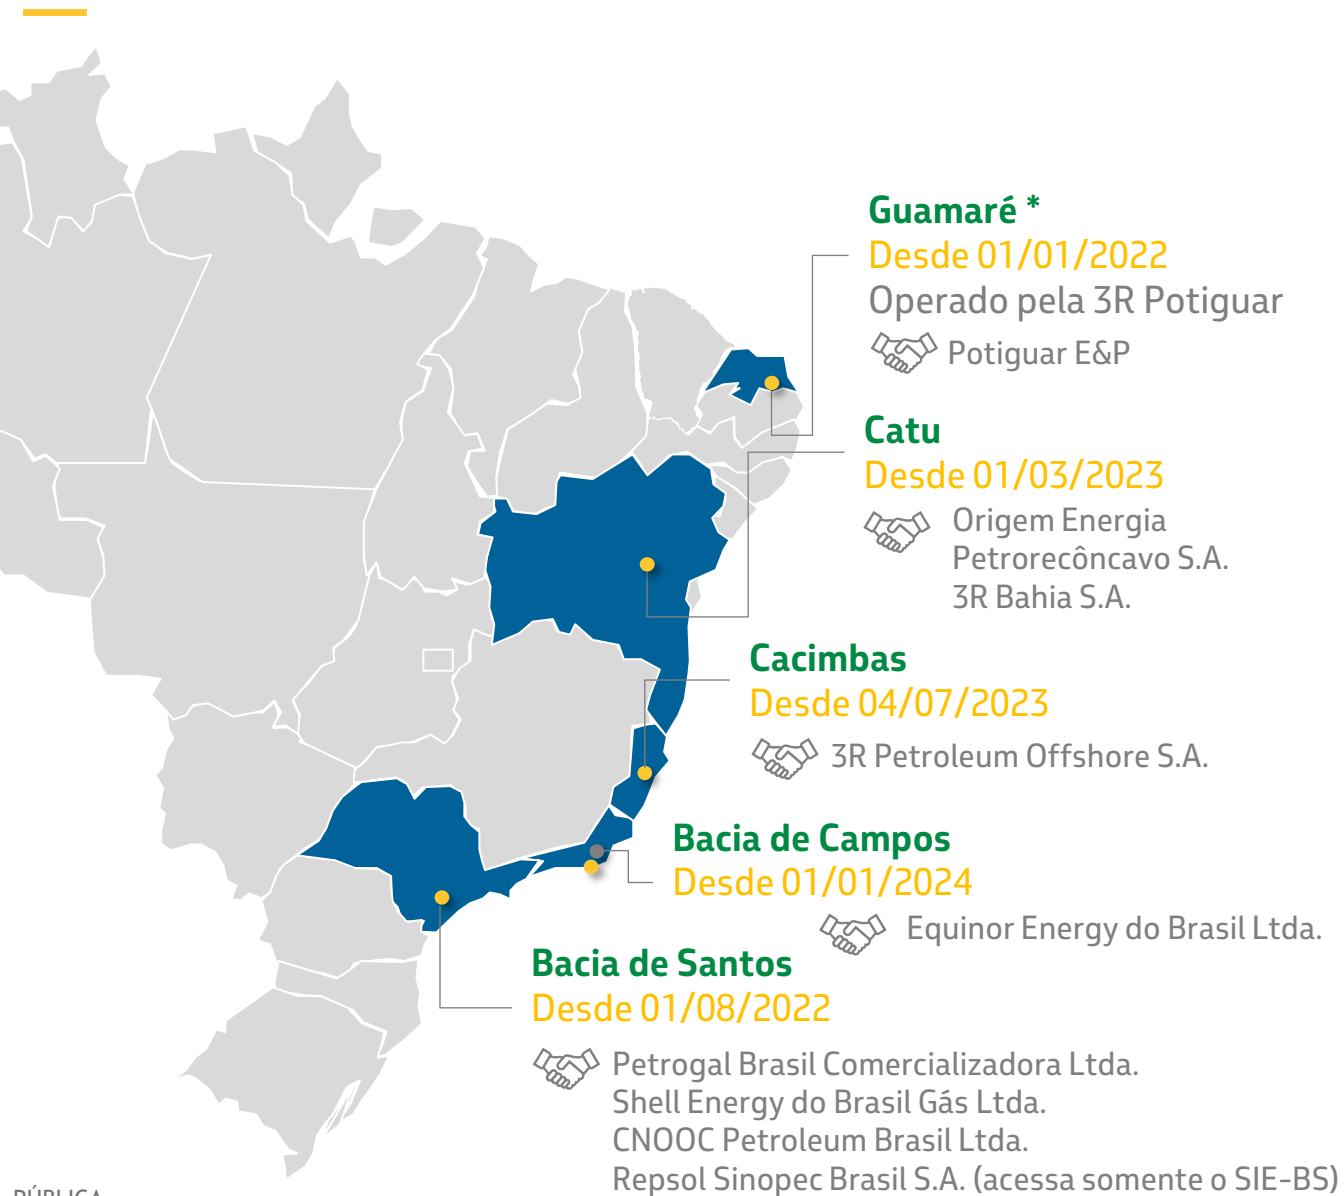 Guamaré *
Desde 01/01/2022
Operado pela 3R Potiguar
Potiguar E&P
Catu
Desde 01/03/2023
Origem Energia
Petrorecôncavo S.A.
3R Bahia S.A.
Cacimbas
Desde 04/07/2023
3R Petroleum Offshore S.A.
Bacia de Campos
Desde 01/01/2024
Equinor Energy do Brasil Ltda.
Bacia de Santos
Desde 01/08/2022
Petrogal Brasil Comercializadora Ltda.
Shell Energy do Brasil Gás Ltda.
CNOOC Petroleum Brasil Ltda.
Repsol Sinopec Brasil S.A. (acessa somente o SIE-BS)
PÚBLICA